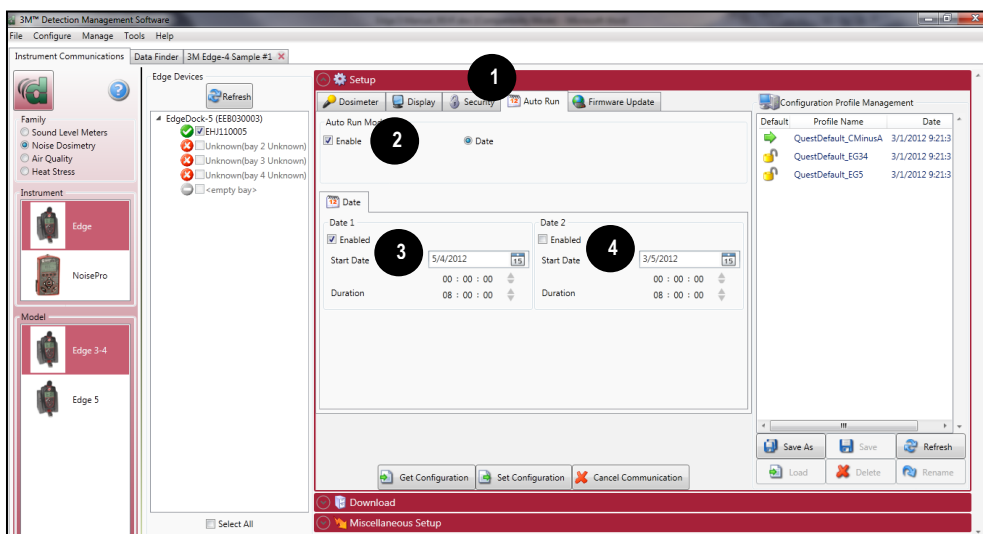 3M™ Detection Management Software
File Configure Manage Tools Help
Instrument Communications Data Finder 3M Edge-4 Sample #1
Family
Sound Level Meters
Noise Dosimetry
Air Quality
Heat Stress
Instrument
Edge
NoisePro
Model
Edge 3-4
Edge 5
Edge Devices
Refresh
EdgeDock-5 (EEB030003)
EHJ110005
Unknown(bay 2 Unknown)
Unknown(bay 3 Unknown)
Unknown(bay 4 Unknown)
<empty bay>
Select All
Setup
1
Dosimeter Display Security Auto Run Firmware Update
Auto Run Mod
Enable 2 Date
Date
Date 1
Enabled
3
Start Date 5/4/2012 15
00 : 00 : 00
Duration 08 : 00 : 00
Date 2
Enabled
4
Start Date 3/5/2012 15
00 : 00 : 00
Duration 08 : 00 : 00
Get Configuration Set Configuration Cancel Communication
Download
Miscellaneous Setup
Configuration Profile Management
Default Profile Name Date
QuestDefault_CMinusA 3/1/2012 9:21:3
QuestDefault_EG34 3/1/2012 9:21:3
QuestDefault_EG5 3/1/2012 9:21:3
Save As Save Refresh
Load Delete Rename